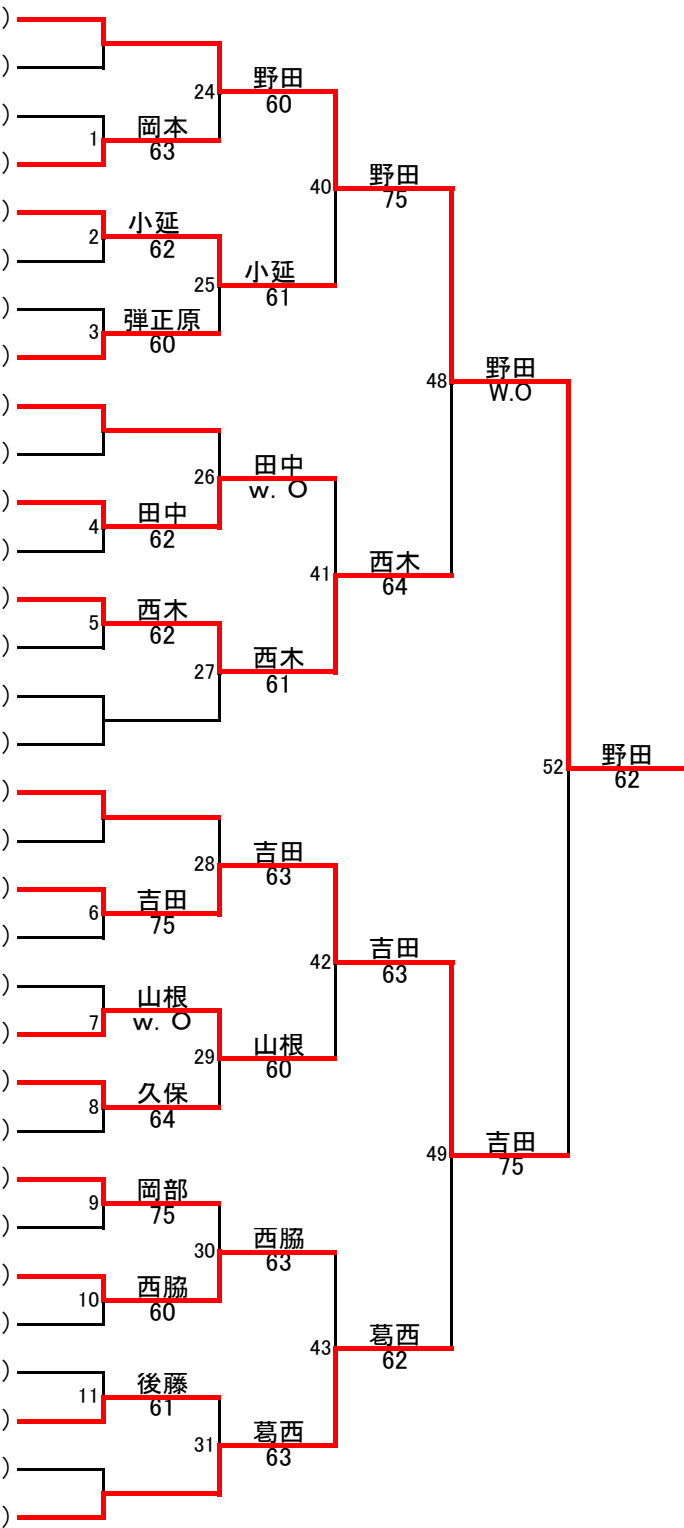 )
)
24
野田
60
)
1
岡本
63
)
40
野田
75
)
2
小延
62
)
25
小延
61
)
3
弾正原
60
)
48
野田
W.O
)
)
26
田中
w. O
)
4
田中
62
)
41
西木
64
)
5
西木
62
)
27
西木
61
)
)
52
野田
62
)
)
28
吉田
63
)
6
吉田
75
)
42
吉田
63
)
7
山根
w. O
)
29
山根
60
)
8
久保
64
)
49
吉田
75
)
9
岡部
75
)
30
西脇
63
)
10
西脇
60
)
43
葛西
62
)
11
後藤
61
)
31
葛西
63
)
)